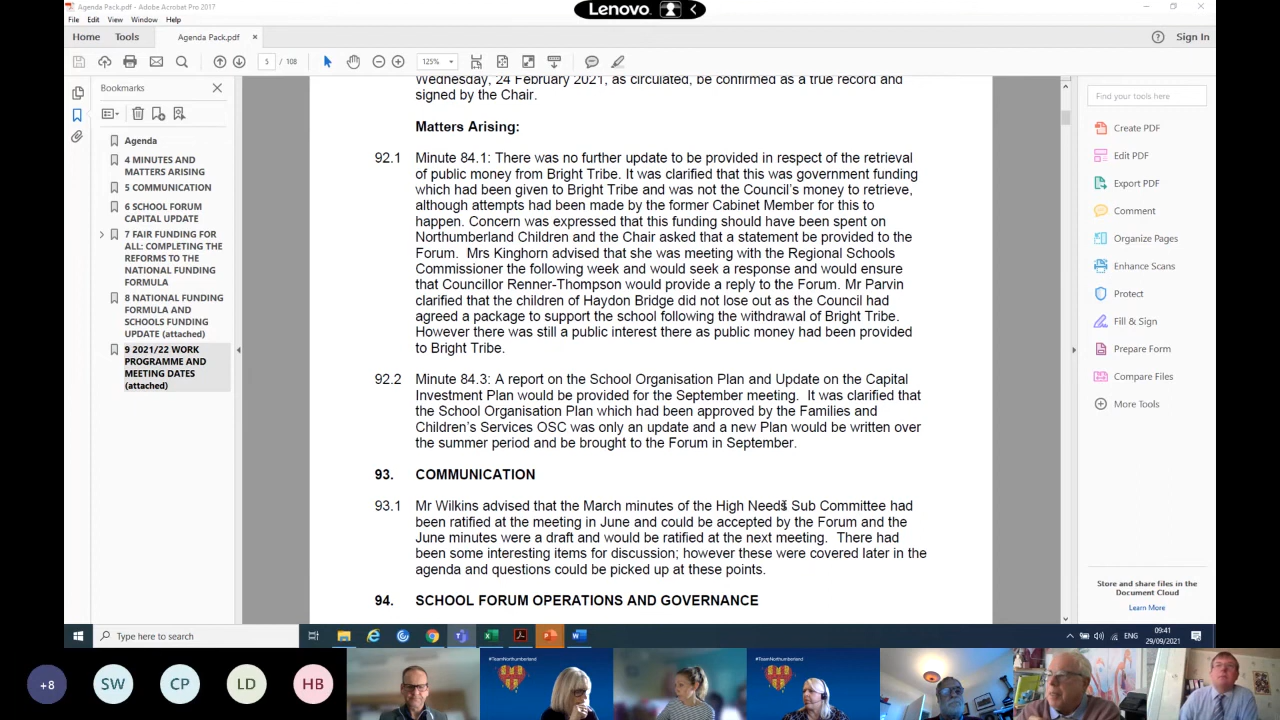 Agenda Pack.pdf - Adobe Acrobat Pro 2017
Lenovo.
File Edit View Window Help
Home Tools Agenda Pack.pdf × Sign In
5 / 108 125%
Bookmarks
Agenda
4 MINUTES AND
MATTERS ARISING
5 COMMUNICATION
6 SCHOOL FORUM
CAPITAL UPDATE
7 FAIR FUNDING FOR
ALL: COMPLETING THE
REFORMS TO THE
NATIONAL FUNDING
FORMULA
8 NATIONAL FUNDING
FORMULA AND
SCHOOLS FUNDING
UPDATE (attached)
9 2021/22 WORK
PROGRAMME AND
MEETING DATES
(attached)
Wednesday, 24 February 2021, as circulated, be confirmed as a true record and
signed by the Chair.
Matters Arising:
92.1 Minute 84.1: There was no further update to be provided in respect of the retrieval
of public money from Bright Tribe. It was clarified that this was government funding
which had been given to Bright Tribe and was not the Council's money to retrieve,
although attempts had been made by the former Cabinet Member for this to
happen. Concern was expressed that this funding should have been spent on
Northumberland Children and the Chair asked that a statement be provided to the
Forum. Mrs Kinghorn advised that she was meeting with the Regional Schools
Commissioner the following week and would seek a response and would ensure
that Councillor Renner-Thompson would provide a reply to the Forum. Mr Parvin
clarified that the children of Haydon Bridge did not lose out as the Council had
agreed a package to support the school following the withdrawal of Bright Tribe.
However there was still a public interest there as public money had been provided
to Bright Tribe.
92.2 Minute 84.3: A report on the School Organisation Plan and Update on the Capital
Investment Plan would be provided for the September meeting. It was clarified that
the School Organisation Plan which had been approved by the Families and
Children's Services OSC was only an update and a new Plan would be written over
the summer period and be brought to the Forum in September.
93. COMMUNICATION
93.1 Mr Wilkins advised that the March minutes of the High Needs Sub Committee had
been ratified at the meeting in June and could be accepted by the Forum and the
June minutes were a draft and would be ratified at the next meeting. There had
been some interesting items for discussion; however these were covered later in the
agenda and questions could be picked up at these points.
94. SCHOOL FORUM OPERATIONS AND GOVERNANCE
Find your tools here
Create PDF
Edit PDF
Export PDF
Comment
Organize Pages
Enhance Scans
Protect
Fill & Sign
Prepare Form
Compare Files
More Tools
Store and share files in the
Document Cloud
Learn More
Type here to search
ENG
09:41
29/09/2021
+8 SW CP LD HB
#TeamNorthumberland
#TeamNorthumberland